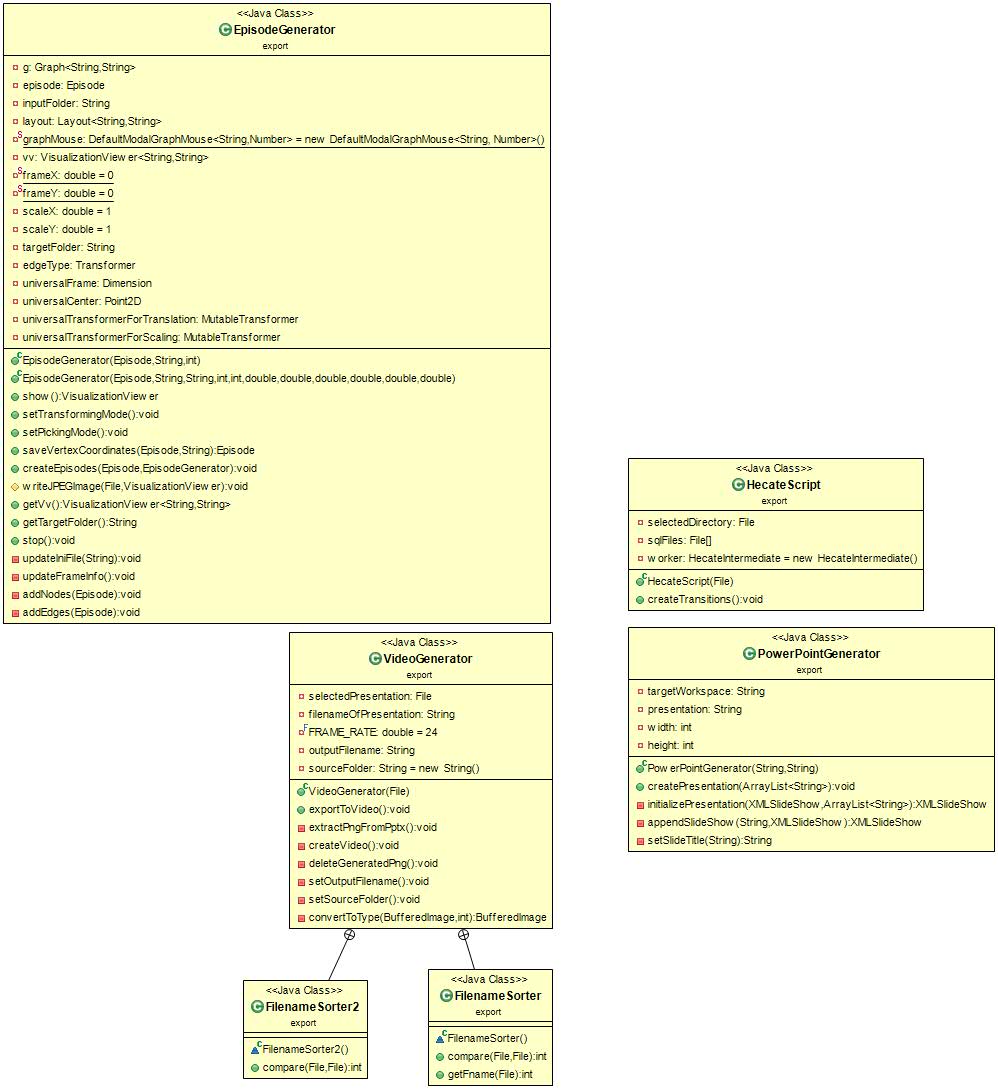 <<Java Class>>
EpisodeGenerator
export
g: Graph<String,String>
episode: Episode
inputFolder: String
layout: Layout<String,String>
graphMouse: DefaultModalGraphMouse<String,Number> = new DefaultModalGraphMouse<String, Number>()
vv: VisualizationViewer<String,String>
frameX: double = 0
frameY: double = 0
scaleX: double = 1
scaleY: double = 1
targetFolder: String
edgeType: Transformer
universalFrame: Dimension
universalCenter: Point2D
universalTransformerForTranslation: MutableTransformer
universalTransformerForScaling: MutableTransformer
EpisodeGenerator(Episode,String,int)
EpisodeGenerator(Episode,String,String,int,int,double,double,double,double,double,double)
show():VisualizationViewer
setTransformingMode():void
setPickingMode():void
saveVertexCoordinates(Episode,String):Episode
createEpisodes(Episode,EpisodeGenerator):void
writeJPEGImage(File,VisualizationViewer):void
getVv():VisualizationViewer<String,String>
getTargetFolder():String
stop():void
updateIniFile(String):void
updateFrameInfo():void
addNodes(Episode):void
addEdges(Episode):void
<<Java Class>>
HecateScript
export
selectedDirectory: File
sqlFiles: File[]
worker: HecateIntermediate = new HecateIntermediate()
HecateScript(File)
createTransitions():void
<<Java Class>>
VideoGenerator
export
selectedPresentation: File
filenameOfPresentation: String
FRAME_RATE: double = 24
outputFilename: String
sourceFolder: String = new String()
VideoGenerator(File)
exportToVideo():void
extractPngFromPptx():void
createVideo():void
deleteGeneratedPng():void
setOutputFilename():void
setSourceFolder():void
convertToType(BufferedImage,int):BufferedImage
<<Java Class>>
PowerPointGenerator
export
targetWorkspace: String
presentation: String
width: int
height: int
PowerPointGenerator(String,String)
createPresentation(ArrayList<String>):void
initializePresentation(XMLSlideShow,ArrayList<String>):XMLSlideShow
appendSlideShow(String,XMLSlideShow):XMLSlideShow
setSlideTitle(String):String
<<Java Class>>
FilenameSorter2
export
FilenameSorter2()
compare(File,File):int
<<Java Class>>
FilenameSorter
export
FilenameSorter()
compare(File,File):int
getFname(File):int